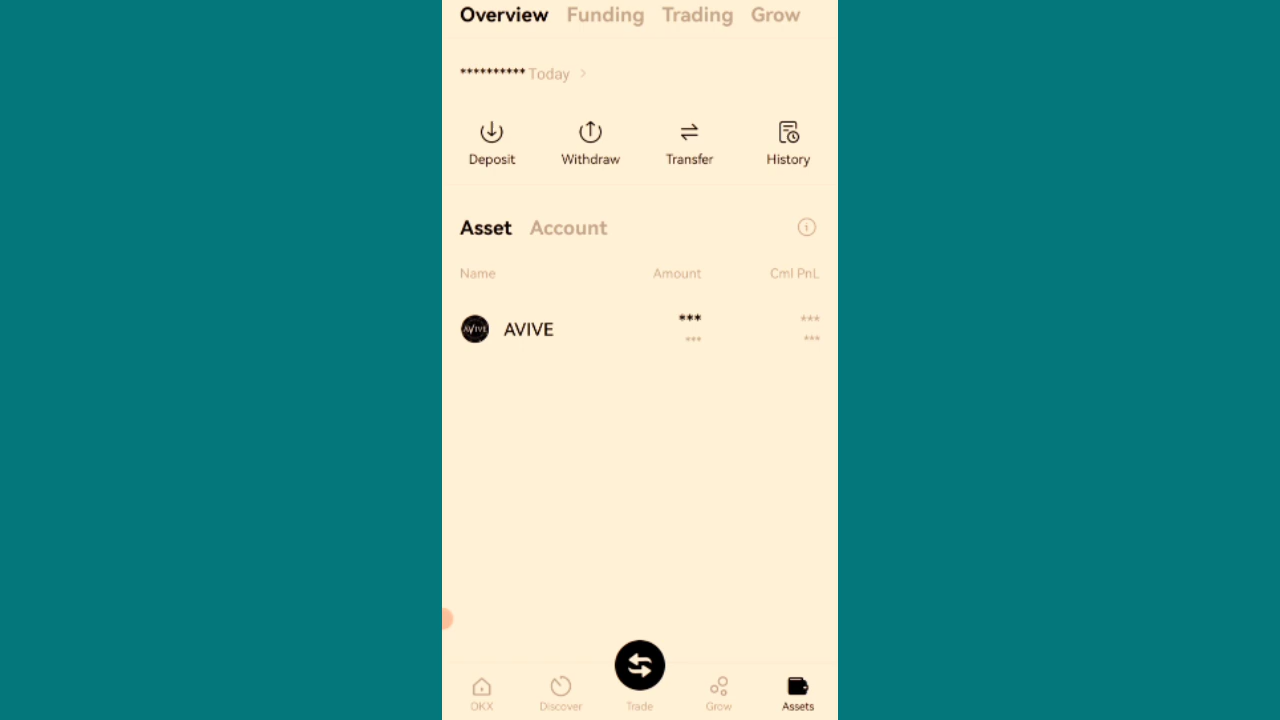 Overview Funding Trading Grow
********** Today >
Deposit Withdraw Transfer History
Asset Account
Name Amount Cml PnL
AVIVE AVIVE *** ***
*** ***
OKX Discover Trade Grow Assets